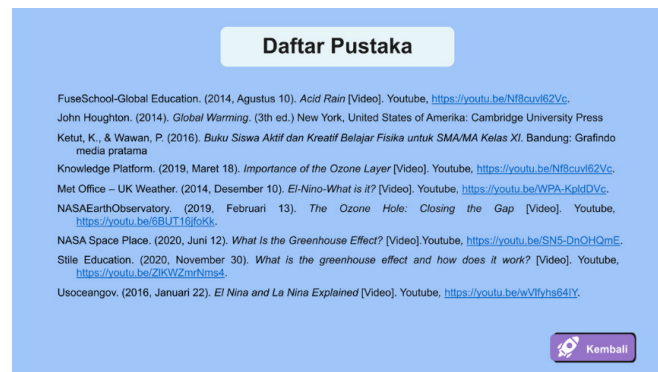 Daftar Pustaka
FuseSchool-Global Education. (2014, Agustus 10). Acid Rain [Video]. Youtube, https://youtu.be/Nf8cuvl62Vc.
John Houghton. (2014). Global Warming. (3th ed.) New York, United States of Amerika: Cambridge University Press
Ketut, K., & Wawan, P. (2016). Buku Siswa Aktif dan Kreatif Belajar Fisika untuk SMA/MA Kelas XI. Bandung: Grafindo
media pratama
Knowledge Platform. (2019, Maret 18). Importance of the Ozone Layer [Video]. Youtube, https://youtu.be/Nf8cuvl62Vc.
Met Office – UK Weather. (2014, Desember 10). El-Nino-What is it? [Video]. Youtube, https://youtu.be/WPA-KpldDVc.
NASAEarthObservatory. (2019, Februari 13). The Ozone Hole: Closing the Gap [Video]. Youtube,
https://youtu.be/6BUT16jfoKk.
NASA Space Place. (2020, Juni 12). What Is the Greenhouse Effect? [Video].Youtube, https://youtu.be/SN5-DnOHQmE.
Stile Education. (2020, November 30). What is the greenhouse effect and how does it work? [Video]. Youtube,
https://youtu.be/ZlKWZmrNms4.
Usoceangov. (2016, Januari 22). El Nina and La Nina Explained [Video]. Youtube, https://youtu.be/wVlfyhs64IY.
Kembali